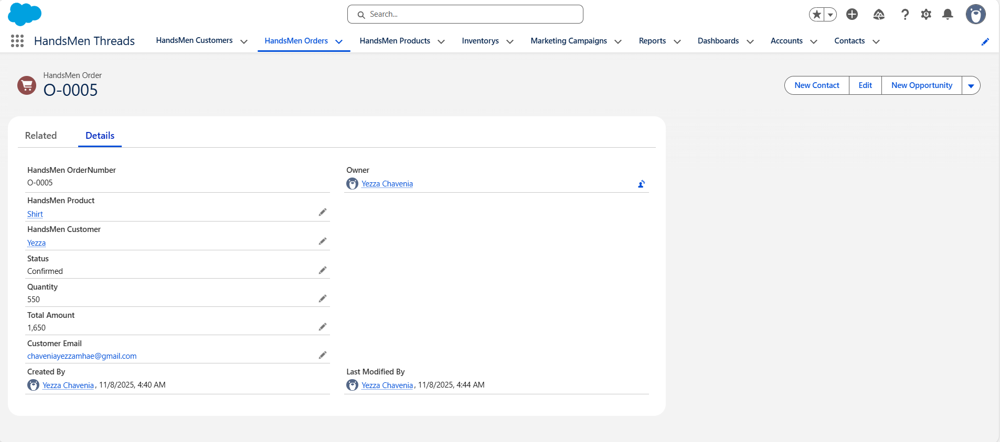 Search...
HandsMen Threads
HandsMen Customers
HandsMen Orders
HandsMen Products
Inventorys
Marketing Campaigns
Reports
Dashboards
Accounts
Contacts
HandsMen Order
O-0005
New Contact
Edit
New Opportunity
Related
Details
HandsMen OrderNumber
O-0005
Owner
Yezza Chavenia
HandsMen Product
Shirt
HandsMen Customer
Yezza
Status
Confirmed
Quantity
550
Total Amount
1,650
Customer Email
chaveniayezzamhae@gmail.com
Created By
Yezza Chavenia, 11/8/2025, 4:40 AM
Last Modified By
Yezza Chavenia, 11/8/2025, 4:44 AM